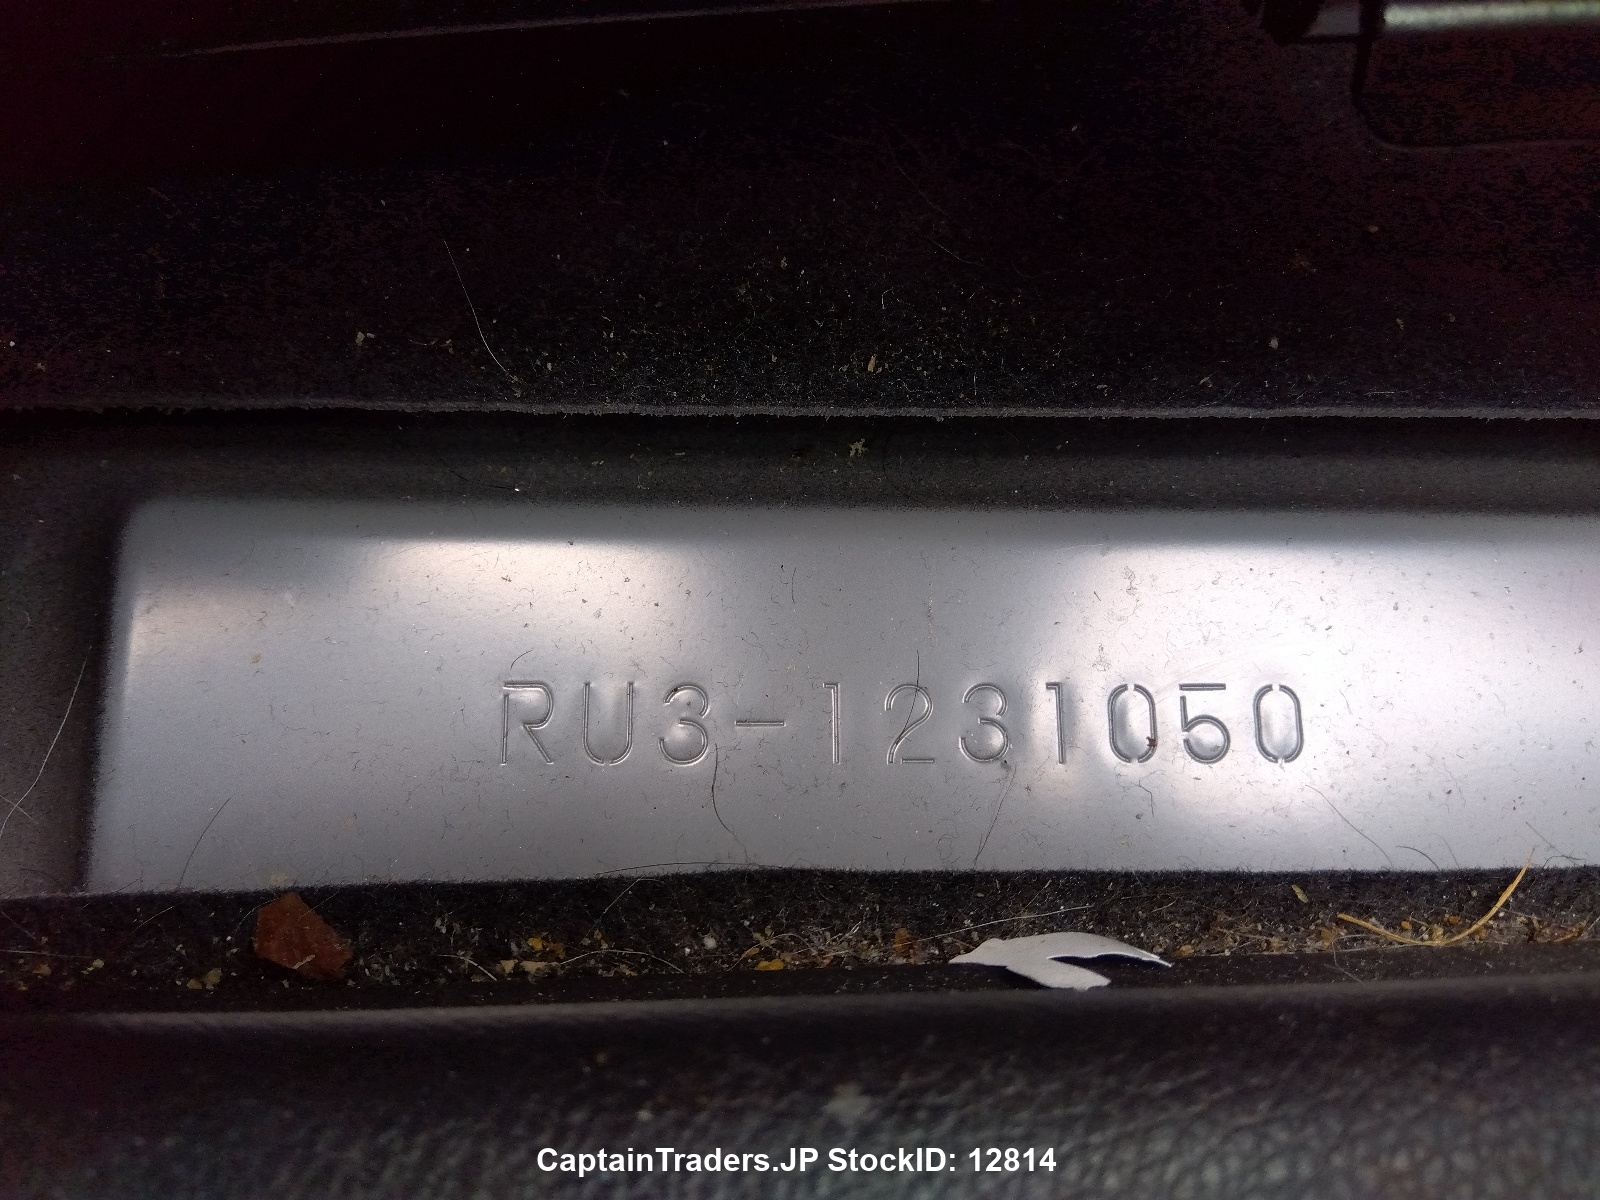 RU3-1231050
CaptainTraders.JP StockID: 12814